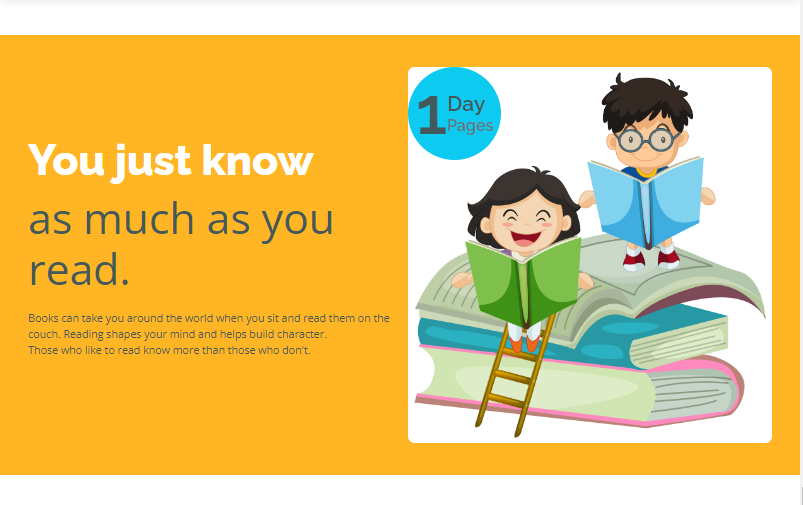 You just know
as much as you
read.
Books can take you around the world when you sit and read them on the
couch. Reading shapes your mind and helps build character.
Those who like to read know more than those who don't.
1 Day
Pages